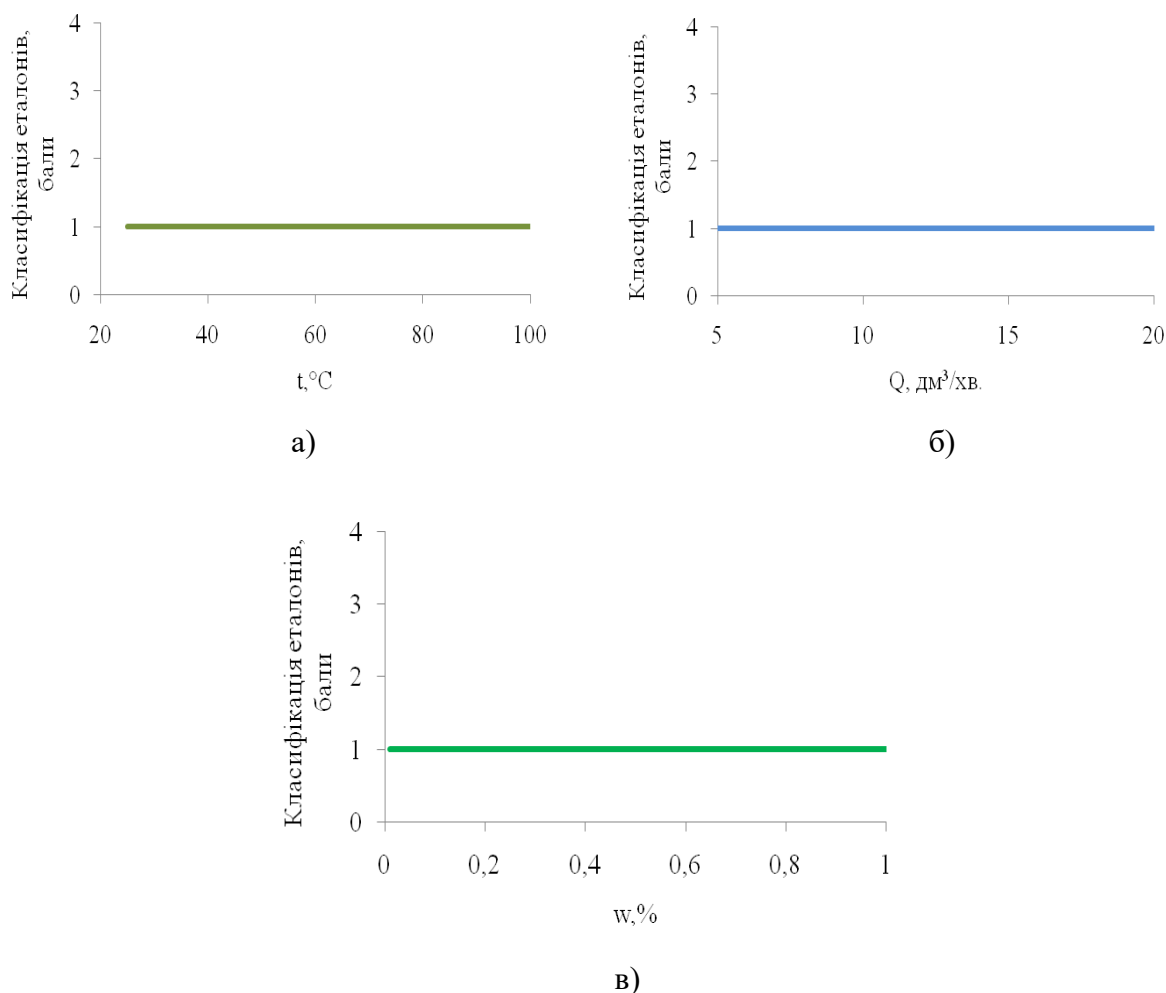 Класифікація еталонів,
бали
4
3
2
1
0
20 40 60 80 100
t,°C
а)
Класифікація еталонів,
бали
4
3
2
1
0
5 10 15 20
Q, дм³/хв.
б)
Класифікація еталонів,
бали
4
3
2
1
0
0 0,2 0,4 0,6 0,8 1
w,%
в)